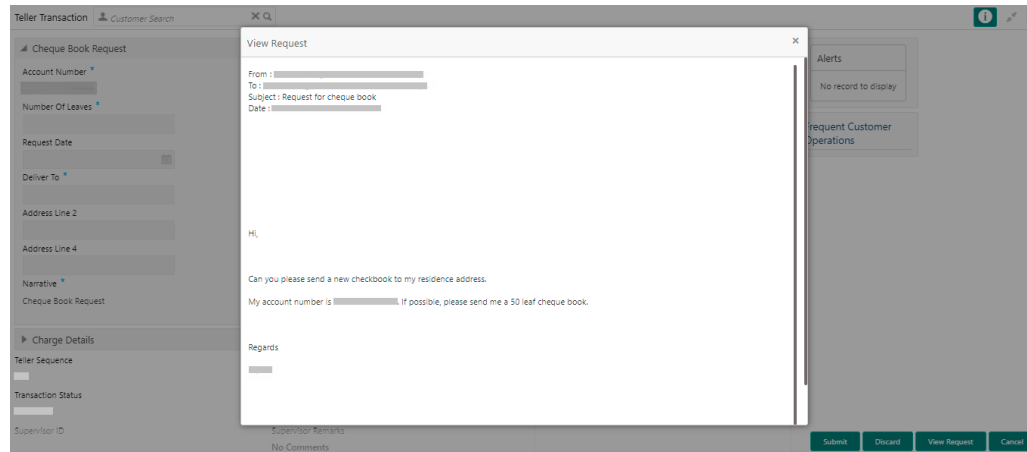 Teller Transaction
Customer Search
Cheque Book Request
Account Number *
Number Of Leaves *
Request Date
Deliver To *
Address Line 2
Address Line 4
Narrative *
Cheque Book Request
Charge Details
Teller Sequence
Transaction Status
Supervisor ID
Supervisor Remarks
No Comments
View Request
From :
To :
Subject : Request for cheque book
Date :
Hi,
Can you please send a new checkbook to my residence address.
My account number is . If possible, please send me a 50 leaf cheque book.
Regards
Alerts
No record to display
Frequent Customer
Operations
Submit
Discard
View Request
Cancel